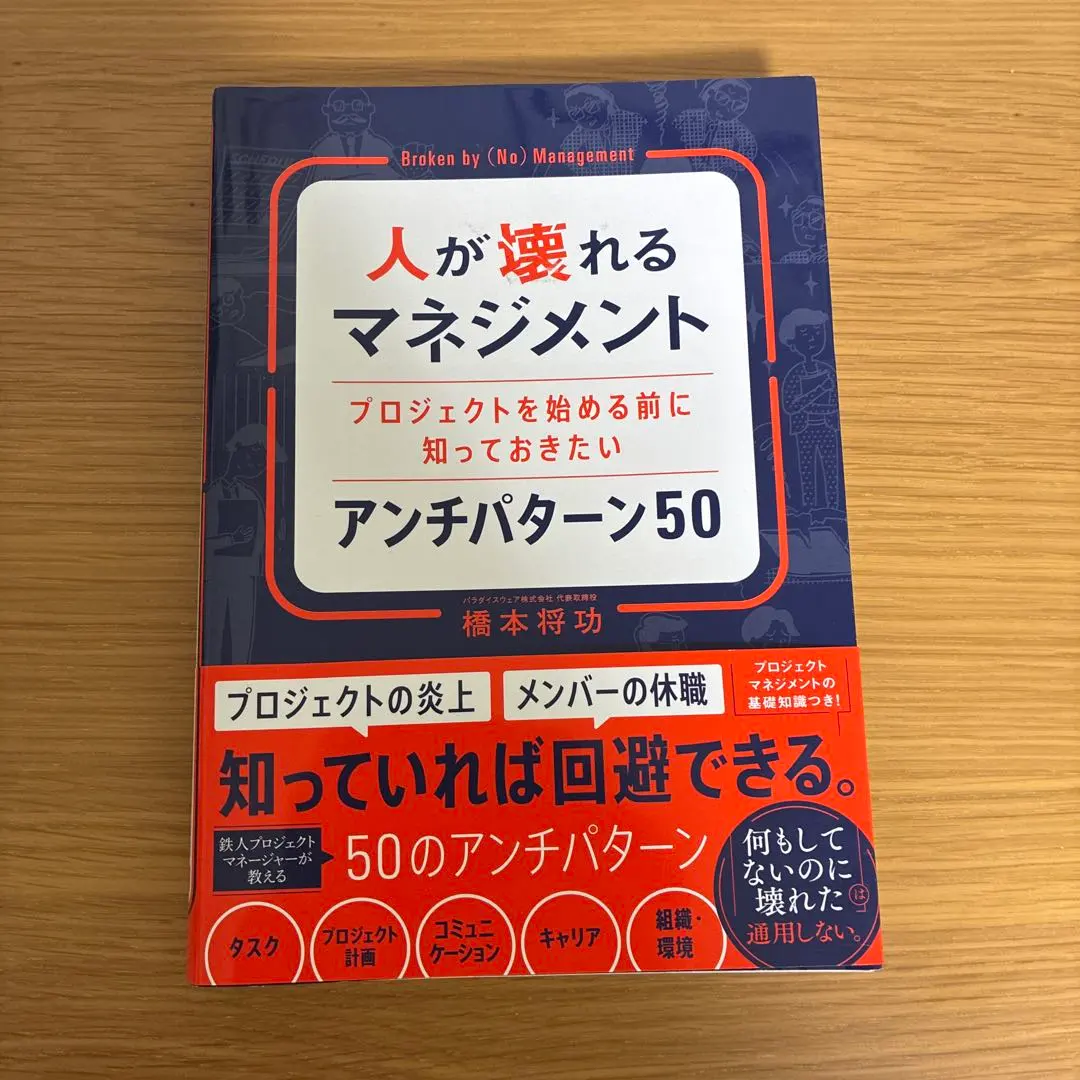 Broken by (No) Management
人が壊れる
マネジメント
プロジェクトを始める前に
知っておきたい
アンチパターン50
パラダイスウェア株式会社 代表取締役
橋本将功
プロジェクトの炎上
メンバーの休職
プロジェクト
マネジメントの
基礎知識つき!
知っていれば回避できる。
鉄人プロジェクト
マネージャーが
教える
50のアンチパターン
何もして
ないのに
壊れた」は
通用しない。
タスク
プロジェクト
計画
コミュニ
ケーション
キャリア
組織・
環境